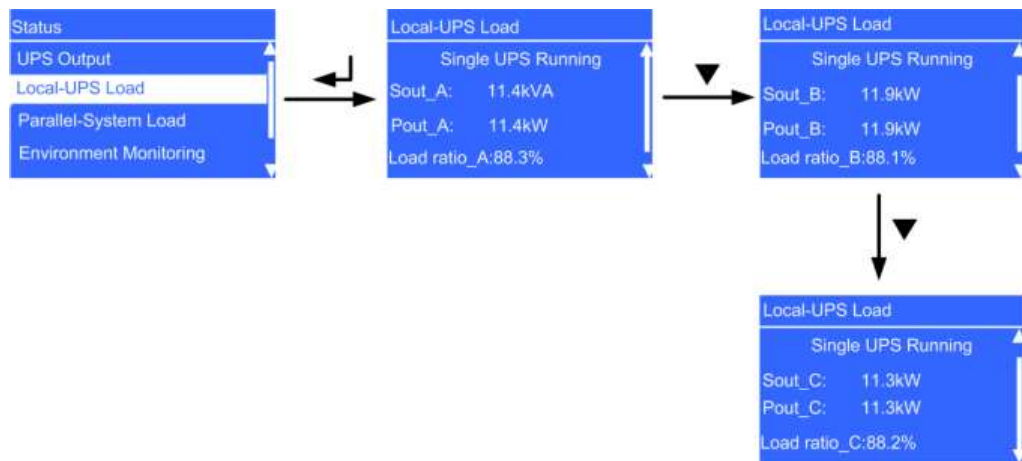 Status
UPS Output
Local-UPS Load
Parallel-System Load
Environment Monitoring
Local-UPS Load
Single UPS Running
Sout_A: 11.4kVA
Pout_A: 11.4kW
Load ratio_A:88.3%
Local-UPS Load
Single UPS Running
Sout_B: 11.9kW
Pout_B: 11.9kW
Load ratio_B:88.1%
Local-UPS Load
Single UPS Running
Sout_C: 11.3kW
Pout_C: 11.3kW
Load ratio_C:88.2%